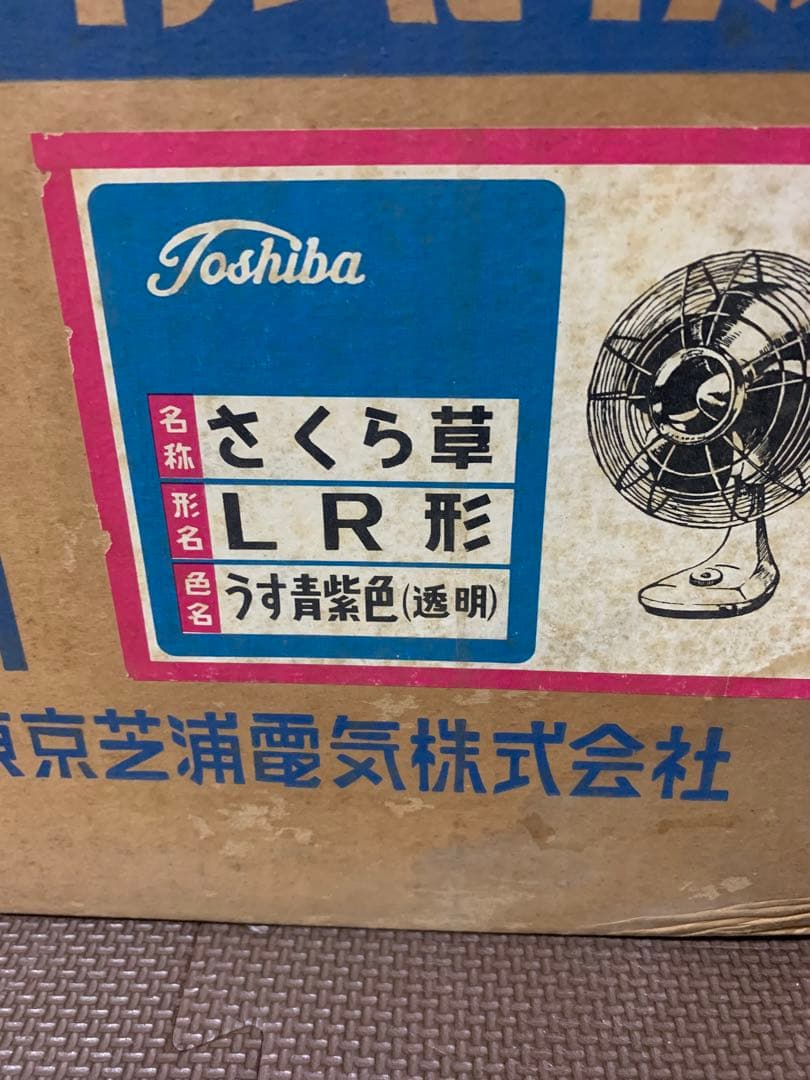 Toshiba
名称 さくら草
形名 LR形
色名 うす青紫色(透明)
東京芝浦電気株式会社